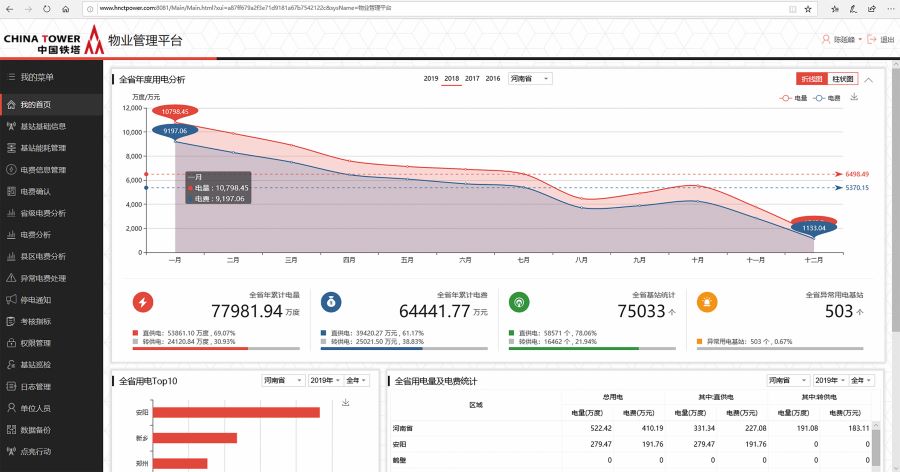 www.hnctpower.com:8081/Main/Main.html?xui=a87ff679a2f3e71d9181a67b7542122c&sysName=物业管理平台
CHINA TOWER
中国铁塔
物业管理平台
陈延峰
退出
我的菜单
我的首页
基站基础信息
基站能耗管理
电费信息管理
电费确认
省级电费分析
电费分析
县区电费分析
异常电费处理
停电通知
考核指标
权限管理
基站巡检
日志管理
单位人员
数据备份
点亮行动
全省年度用电分析
2019 2018 2017 2016 河南省
折线图 柱状图
万度/万元
电量 电费
12,000
10,000
8,000
6,000
4,000
2,000
0
10798.45
9197.06
一月
电量 : 10,798.45
电费 : 9,197.06
6498.49
5370.15
1133.04
一月 二月 三月 四月 五月 六月 七月 八月 九月 十月 十一月 十二月
全省年累计电量
77981.94 万度
直供电: 53861.10 万度 , 69.07%
转供电: 24120.84 万度 , 30.93%
全省年累计电费
64441.77 万元
直供电: 39420.27 万元 , 61.17%
转供电: 25021.50 万元 , 38.83%
全省基站统计
75033 个
直供电: 58571 个 , 78.06%
转供电: 16462 个 , 21.94%
全省异常用电基站
503 个
异常用电基站: 503 个 , 0.67%
全省用电Top10
河南省 2019年 全年
安阳
新乡
郑州
全省用电量及电费统计
河南省 2019年 全年
区域 总用电 其中:直供电 其中:转供电
电量(万度) 电费(万元) 电量(万度) 电费(万元) 电量(万度) 电费(万元)
河南省 522.42 410.19 331.34 227.08 191.08 183.11
安阳 279.47 191.76 279.47 191.76 0 0
鹤壁 0 0 0 0 0 0